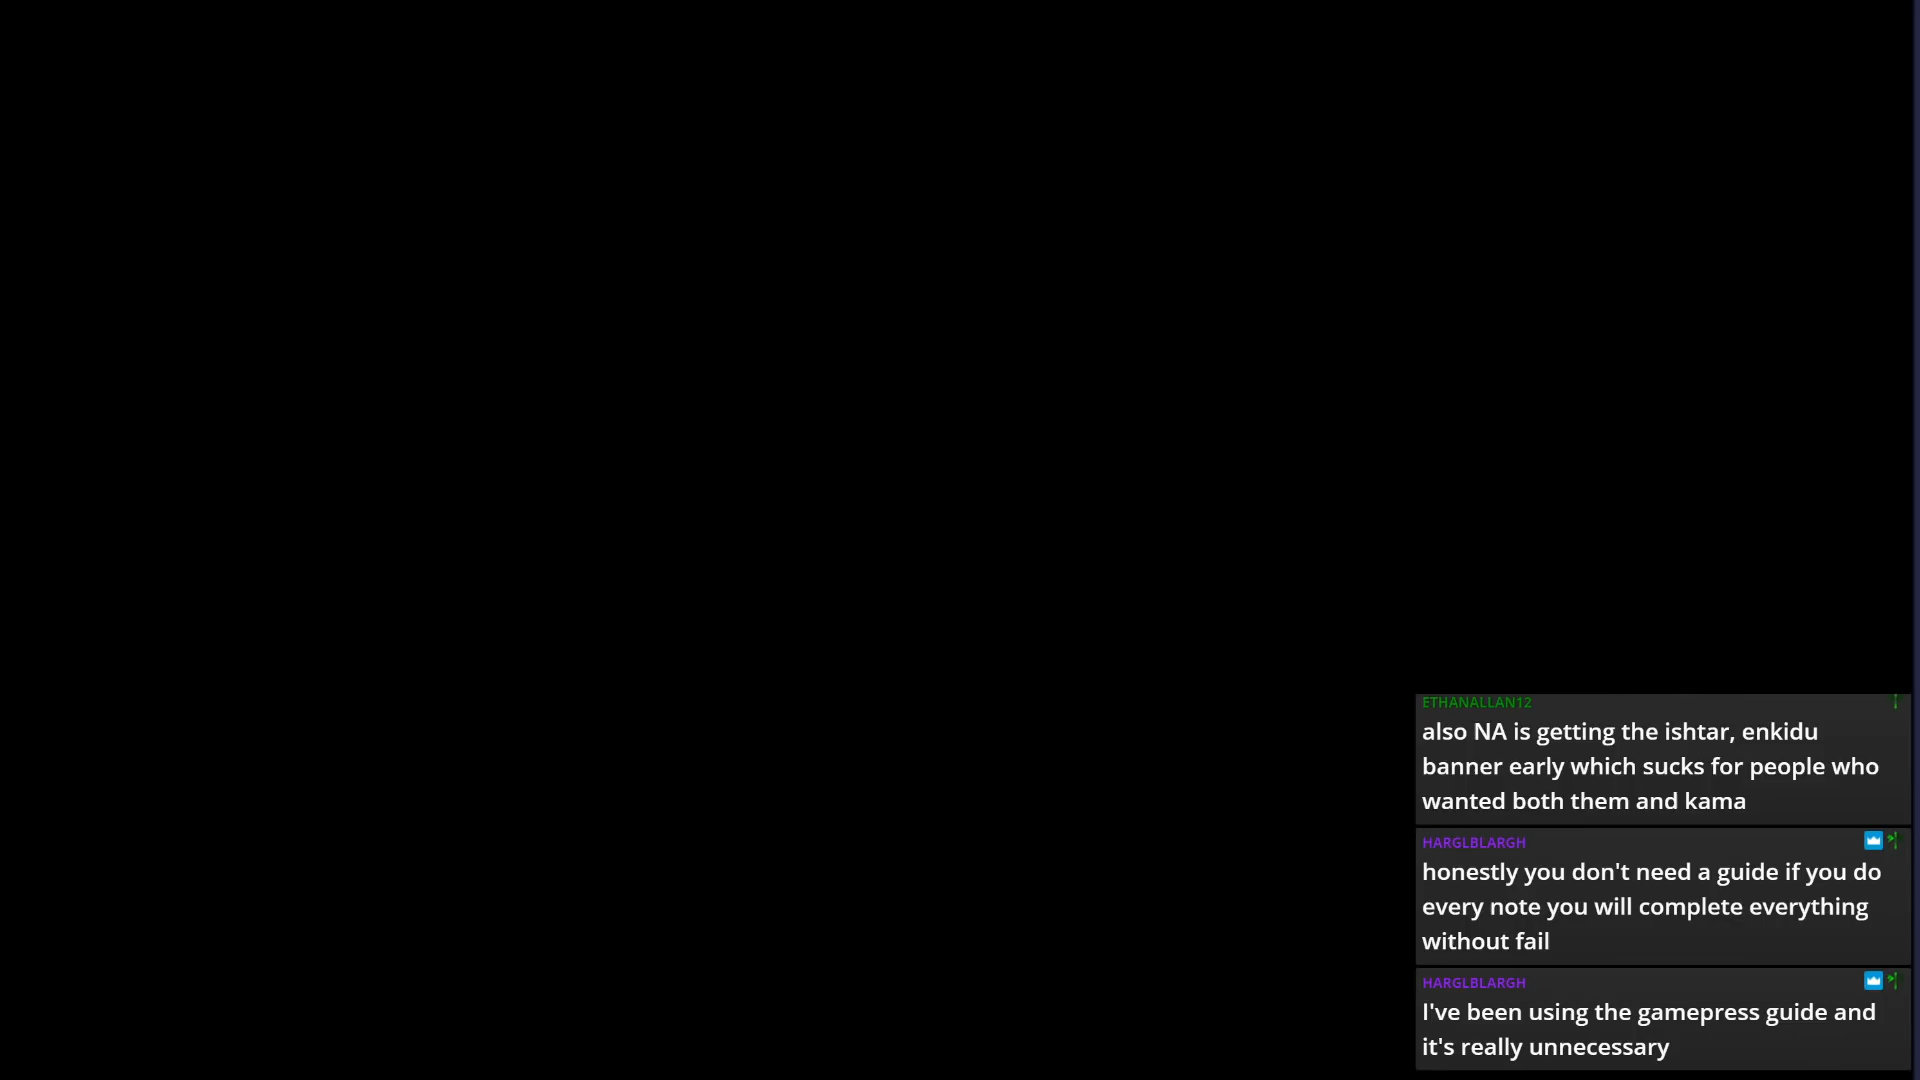 ETHANALLAN12
also NA is getting the ishtar, enkidu
banner early which sucks for people who
wanted both them and kama
HARGLBLARGH
honestly you don't need a guide if you do
every note you will complete everything
without fail
HARGLBLARGH
I've been using the gamepress guide and
it's really unnecessary